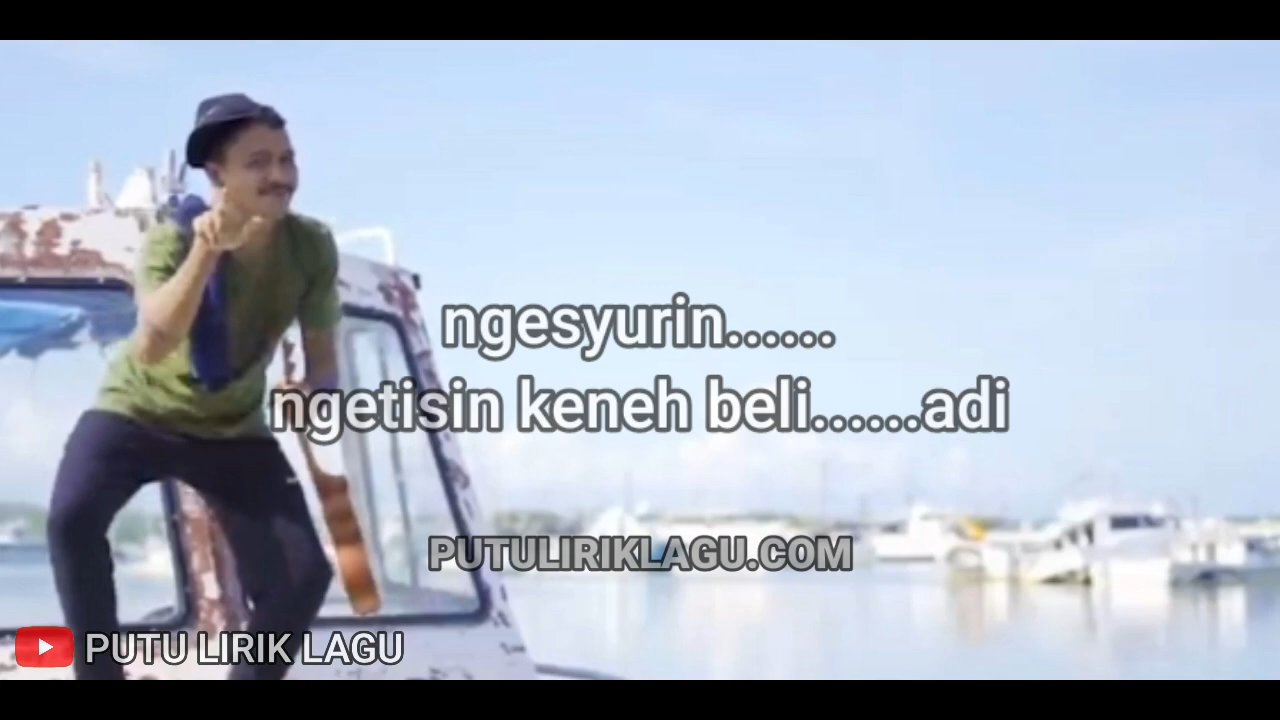 ngesyurin......
ngetisin keneh beli......adi
PUTULIRIKLAGU.COM
PUTU LIRIK LAGU